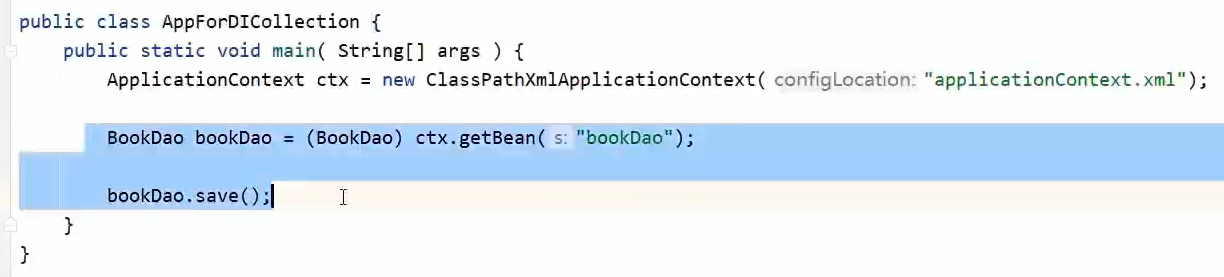 public class AppForDICollection {
public static void main( String[] args ) {
ApplicationContext ctx = new ClassPathXmlApplicationContext( configLocation: "applicationContext.xml");
BookDao bookDao = (BookDao) ctx.getBean( s: "bookDao");
bookDao.save();
}
}